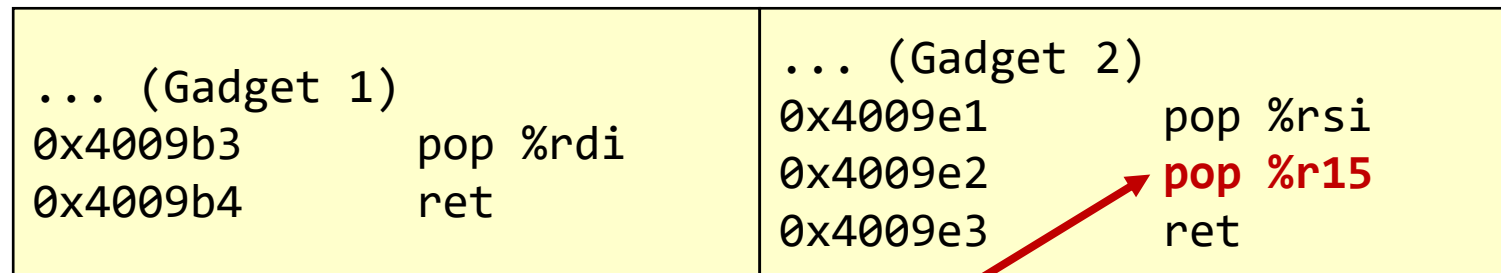 ... (Gadget 1)
0x4009b3 pop %rdi
0x4009b4 ret
... (Gadget 2)
0x4009e1 pop %rsi
0x4009e2 pop %r15
0x4009e3 ret